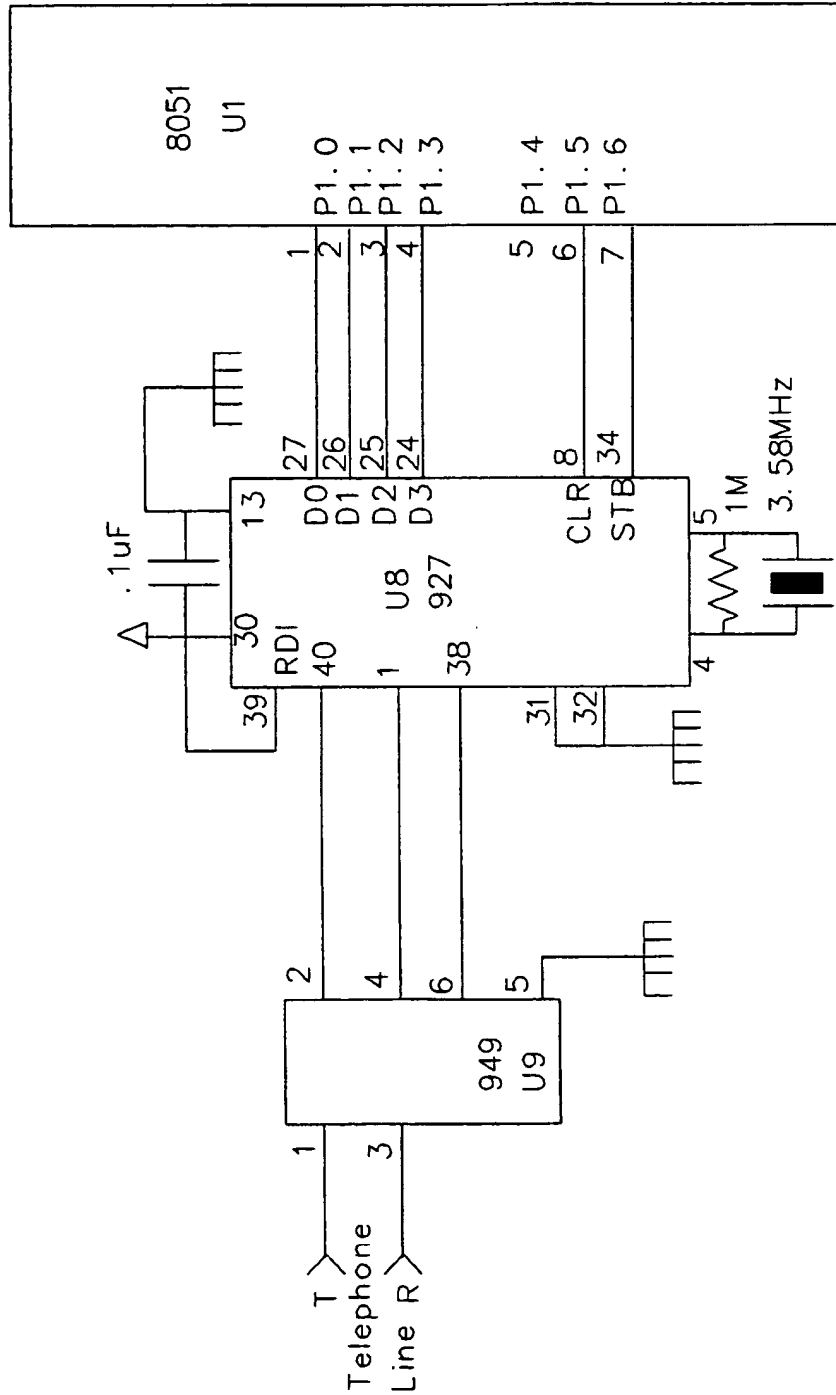 8051
U1
P1.0
P1.1
P1.2
P1.3
P1.4
P1.5
P1.6
1
2
3
4
5
6
7
.1uF
13
30
27
26
25
24
D0
D1
D2
D3
U8
927
8
34
CLR
STB
39
RDI
40
1
38
31
32
4
5
1M
3.58MHz
2
4
6
5
949
U9
1
3
T
Telephone
Line R